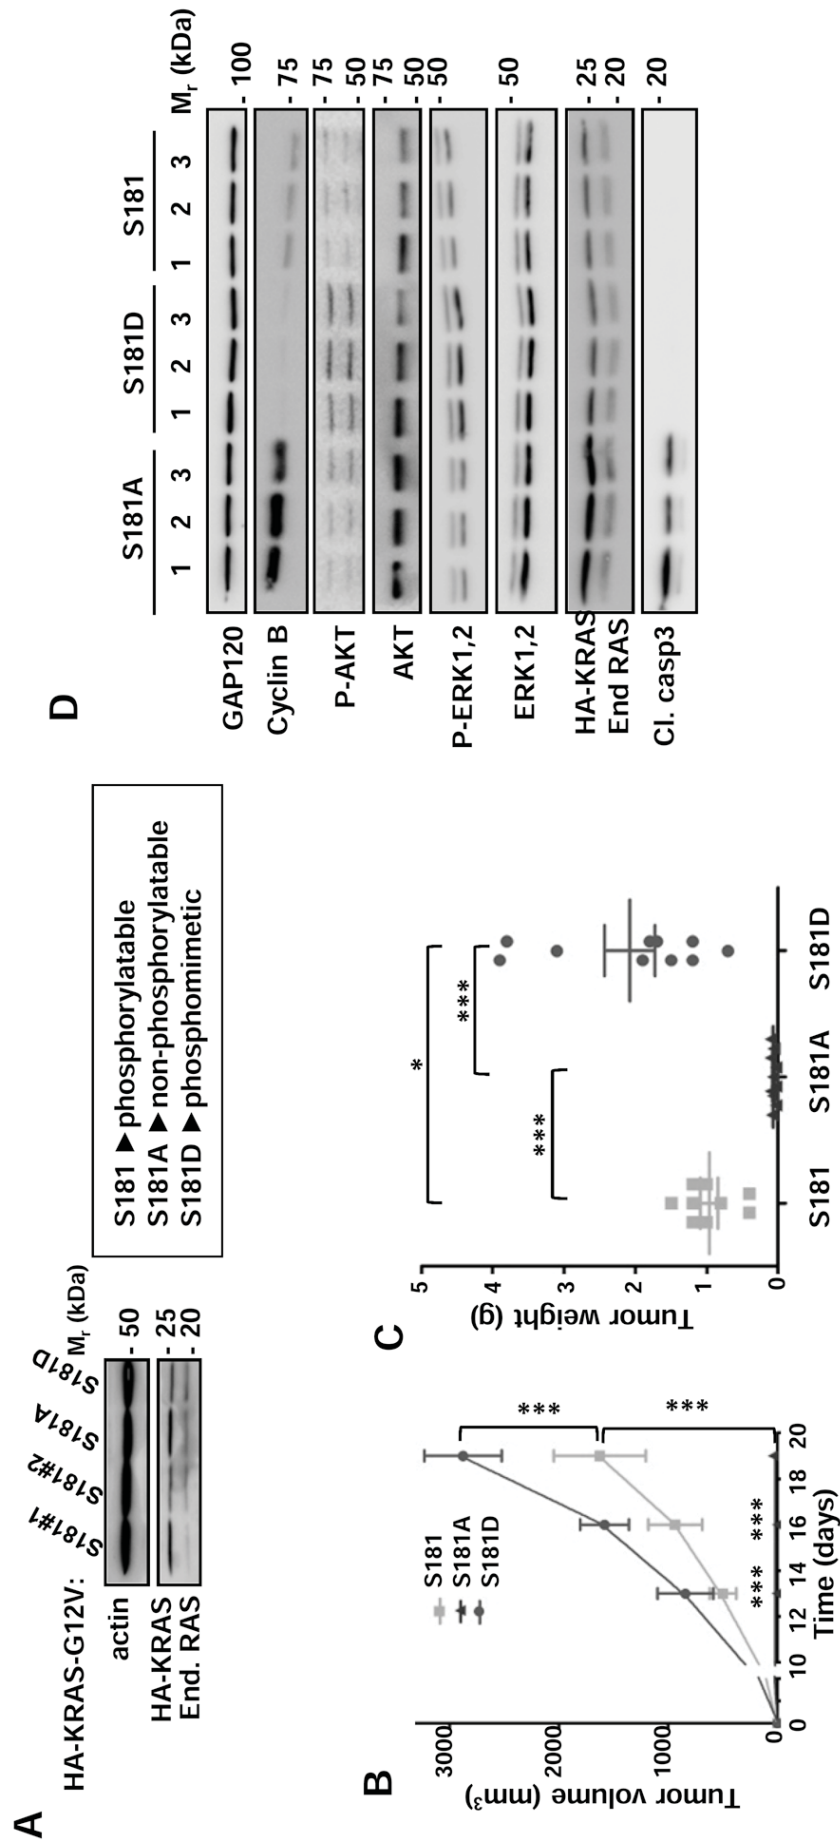 A
HA-KRAS-G12V:
S181#1
S181#2
S181A
S181D
Mr (kDa)
actin
- 50
HA-KRAS
- 25
End. RAS
- 20
S181 ▶ phosphorylatable
S181A ▶ non-phosphorylatable
S181D ▶ phosphomimetic
B
Tumor volume (mm³)
3000
2000
1000
0
S181
S181A
S181D
***
***
*** ***
0 10 12 14 16 18 20
Time (days)
C
Tumor weight (g)
5
4
3
2
1
0
*
***
***
S181 S181A S181D
D
S181A S181D S181
1 2 3 1 2 3 1 2 3
Mr (kDa)
GAP120
- 100
Cyclin B
- 75
P-AKT
- 75
- 50
AKT
- 75
- 50
P-ERK1,2
- 50
ERK1,2
- 50
HA-KRAS
- 25
End RAS
- 20
Cl. casp3
- 20